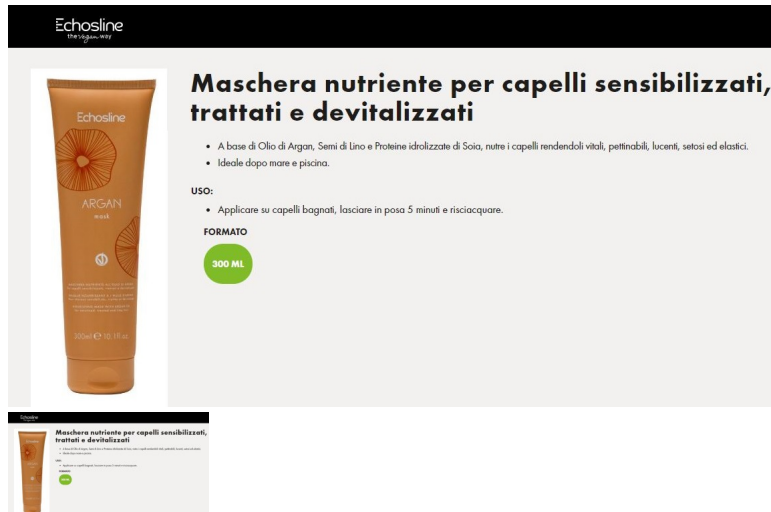 Echosline
the vegan way
Maschera nutriente per capelli sensibilizzati,
trattati e devitalizzati
Echosline
ARGAN
mask
300ml ℮ 10.1fl.oz
• A base di Olio di Argan, Semi di Lino e Proteine idrolizzate di Soia, nutre i capelli rendendoli vitali, pettinabili, lucenti, setosi ed elastici.
• Ideale dopo mare e piscina.
USO:
• Applicare su capelli bagnati, lasciare in posa 5 minuti e risciacquare.
FORMATO
300 ML
Echosline
Maschera nutriente per capelli sensibilizzati,
trattati e devitalizzati